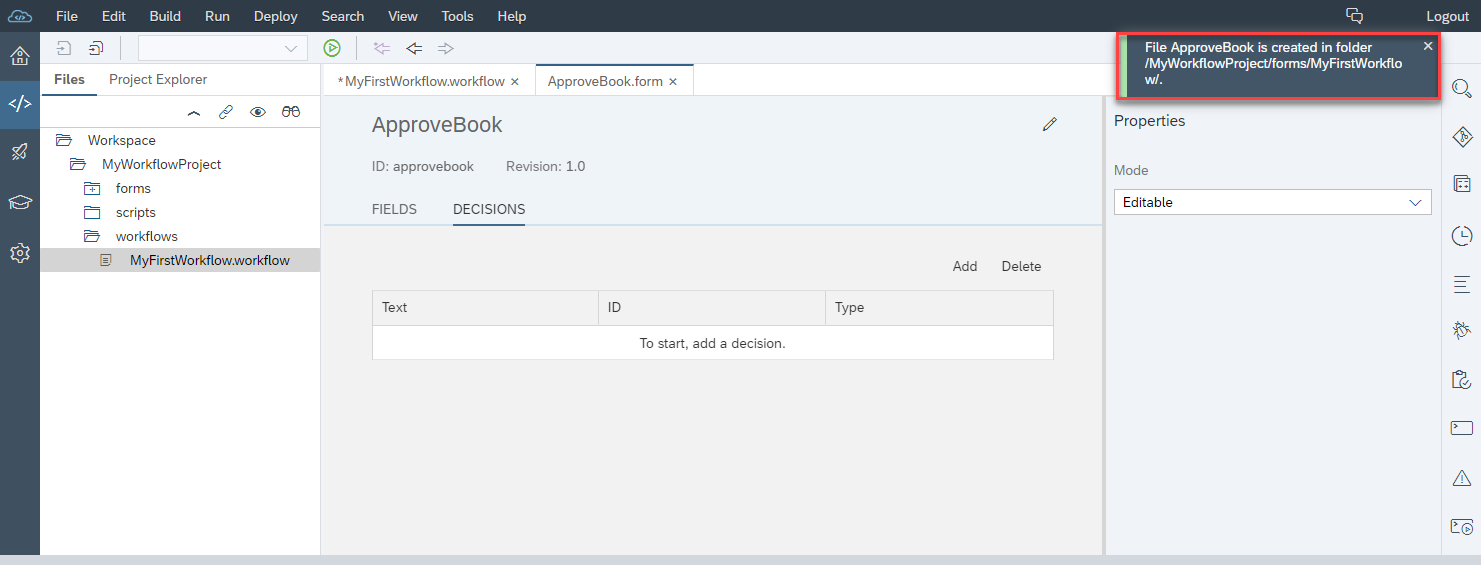 File Edit Build Run Deploy Search View Tools Help Logout
File ApproveBook is created in folder
/MyWorkflowProject/forms/MyFirstWorkflo
w/.
Files Project Explorer
*MyFirstWorkflow.workflow
ApproveBook.form
Workspace
MyWorkflowProject
forms
scripts
workflows
MyFirstWorkflow.workflow
ApproveBook
ID: approvebook Revision: 1.0
FIELDS DECISIONS
Add Delete
Text ID Type
To start, add a decision.
Properties
Mode
Editable